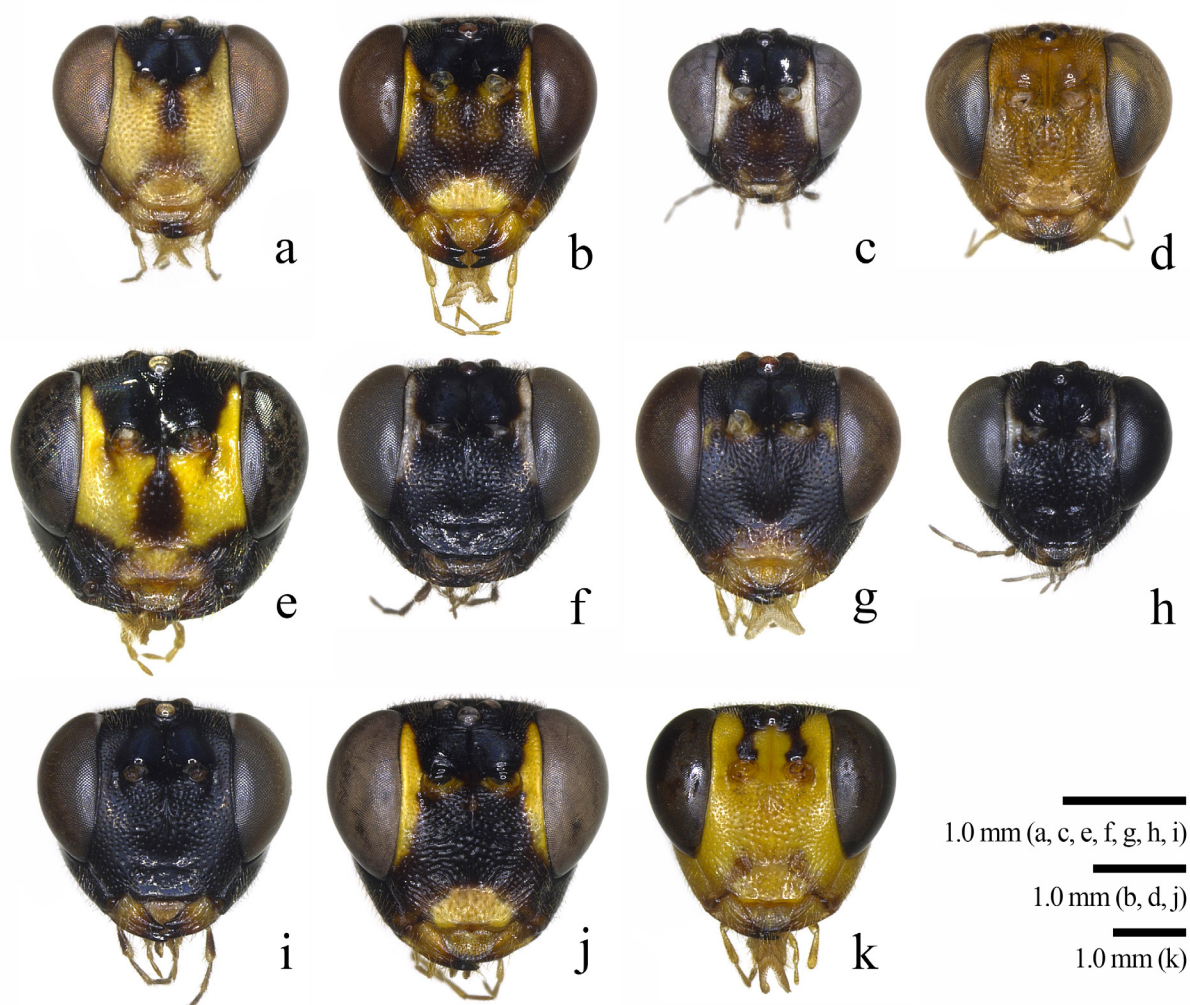 a
b
c
d
e
f
g
h
i
j
k
1.0 mm (a, c, e, f, g, h, i)
1.0 mm (b, d, j)
1.0 mm (k)